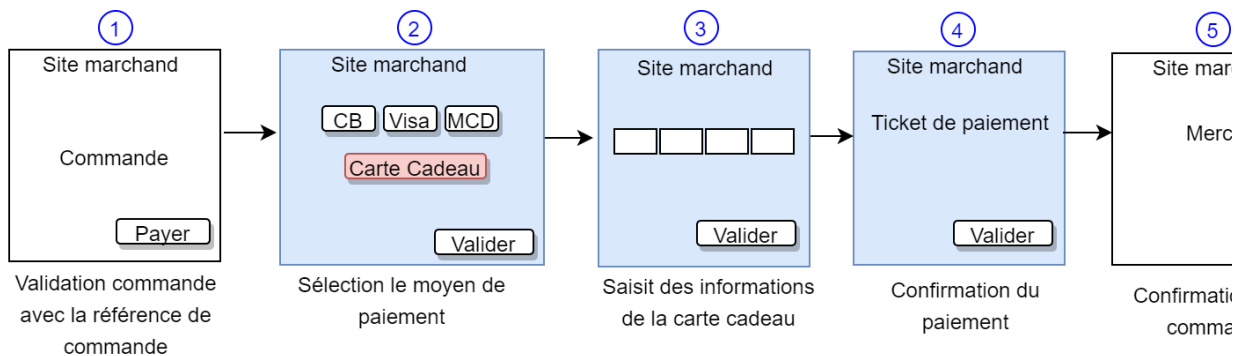 1
Site marchand
Commande
Payer
Validation commande
avec la référence de
commande
2
Site marchand
CB Visa MCD
Carte Cadeau
Valider
Sélection le moyen de
paiement
3
Site marchand
Valider
Saisit des informations
de la carte cadeau
4
Site marchand
Ticket de paiement
Valider
Confirmation du
paiement
5
Site